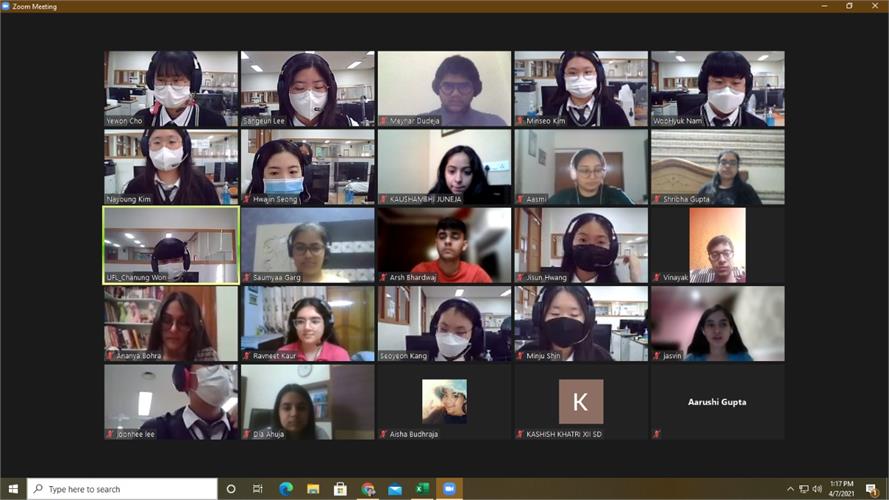 Zoom Meeting
Yewon Cho
Sangeun Lee
Meynar Dudeja
Minseo Kim
WooHyuk Nam
Nayoung Kim
Hwajin Seong
KAUSHAMBHI JUNEJA
Aasmi
Shribha Gupta
UFL_Chanung Won
Saumyaa Garg
Arsh Bhardwaj
Jisun Hwang
Vinayak
Ananya Bohra
Ravneet Kaur
Seoyeon Kang
Minju Shin
jasvin
Joonhee lee
Dia Ahuja
Aisha Budhraja
K
KASHISH KHATRI XII SD
Aarushi Gupta
Type here to search
1:17 PM
4/7/2021